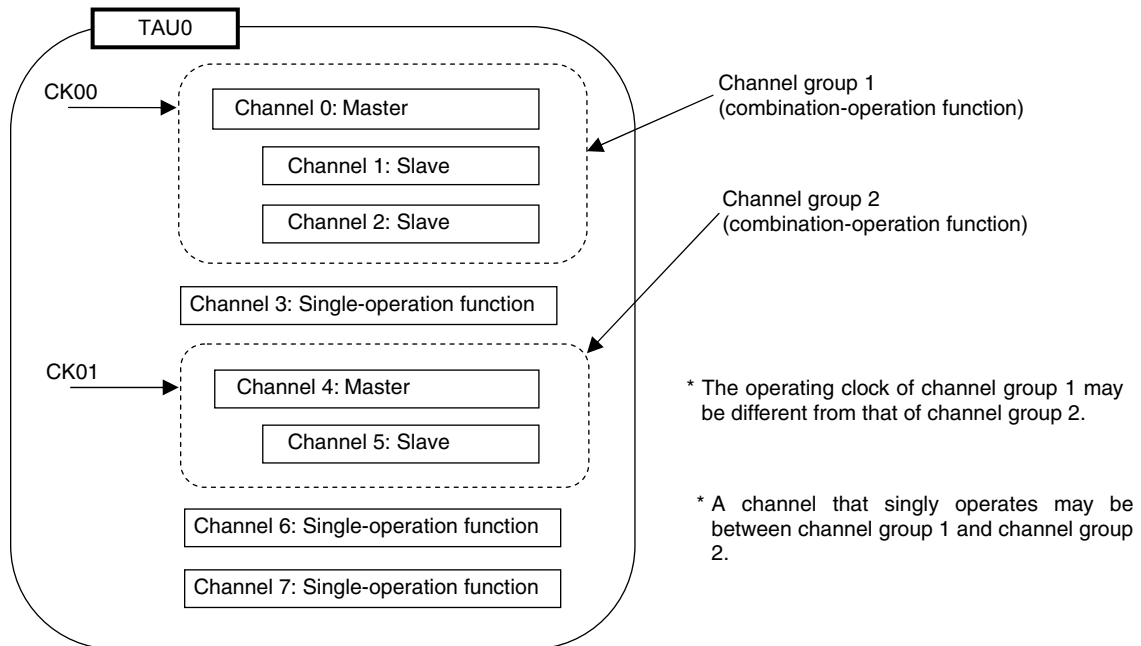 TAU0
CK00
Channel 0: Master
Channel 1: Slave
Channel 2: Slave
Channel group 1
(combination-operation function)
Channel group 2
(combination-operation function)
Channel 3: Single-operation function
CK01
Channel 4: Master
Channel 5: Slave
* The operating clock of channel group 1 may
be different from that of channel group 2.
Channel 6: Single-operation function
Channel 7: Single-operation function
* A channel that singly operates may be
between channel group 1 and channel group
2.